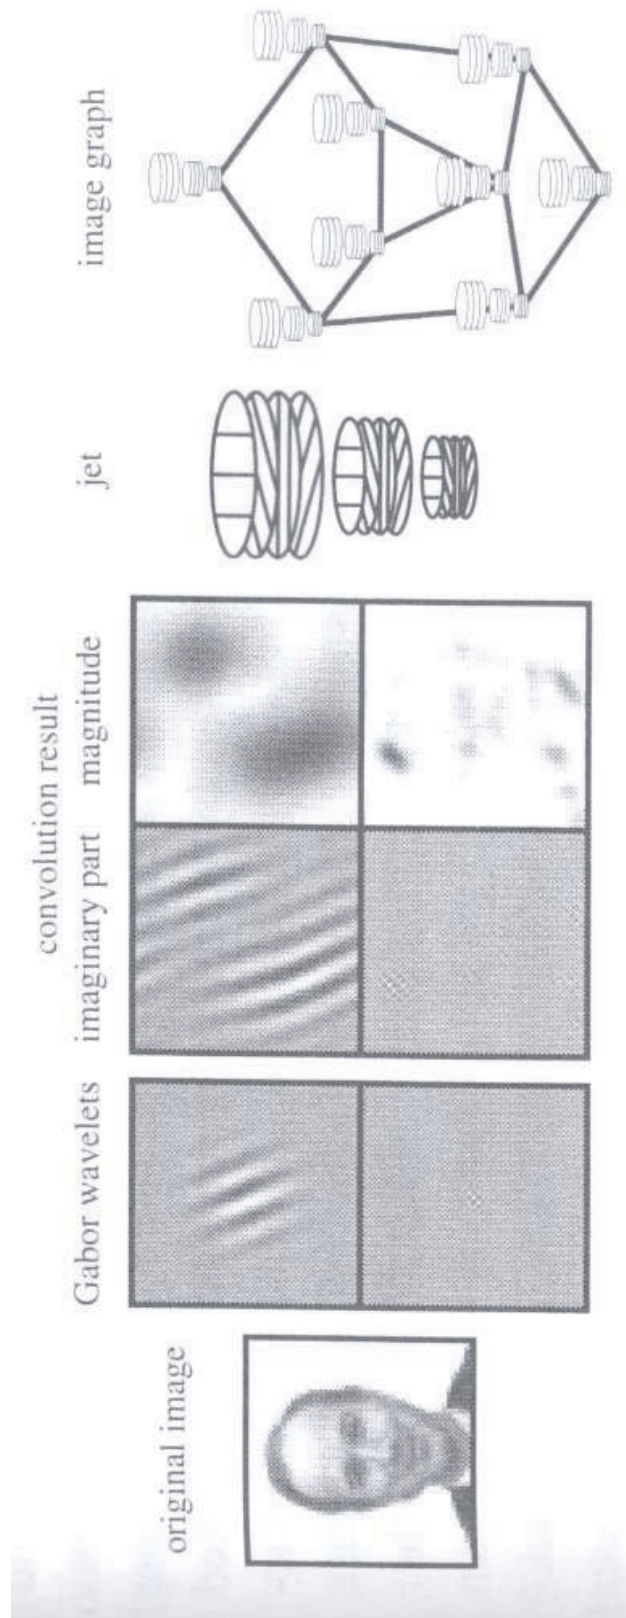 original image
Gabor wavelets
convolution result
imaginary part
magnitude
jet
image graph